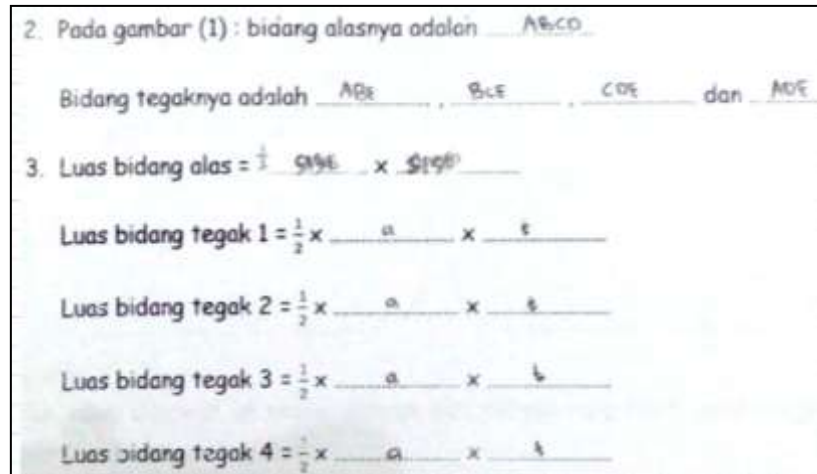 2. Pada gambar (1) : bidang alasnya adalah ABCD
Bidang tegaknya adalah ABE , BCE , CDE dan ADE
3. Luas bidang alas = ½ x
Luas bidang tegak 1 = ½ x a x t
Luas bidang tegak 2 = ½ x a x t
Luas bidang tegak 3 = ½ x a x t
Luas bidang tegak 4 = ½ x a x t